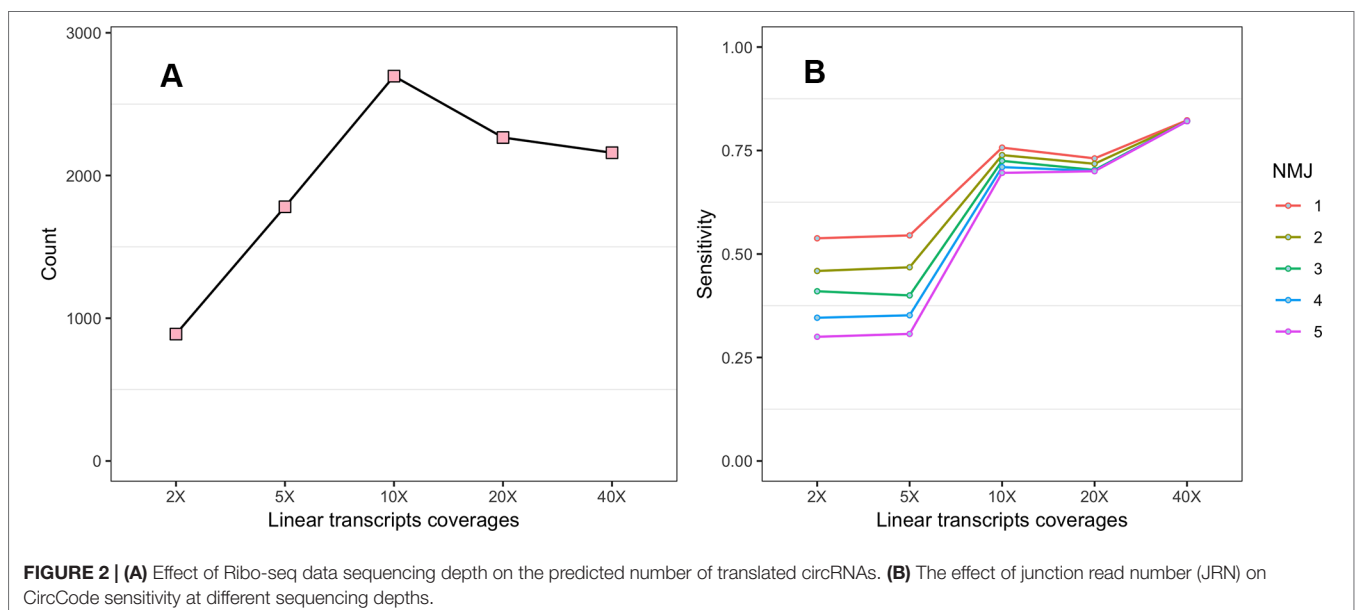 A
3000
2000
1000
0
Count
2X
5X
10X
20X
40X
Linear transcripts coverages
B
1.00
0.75
0.50
0.25
0.00
Sensitivity
2X
5X
10X
20X
40X
Linear transcripts coverages
NMJ
1
2
3
4
5
FIGURE 2 | (A) Effect of Ribo-seq data sequencing depth on the predicted number of translated circRNAs. (B) The effect of junction read number (JRN) on
CircCode sensitivity at different sequencing depths.